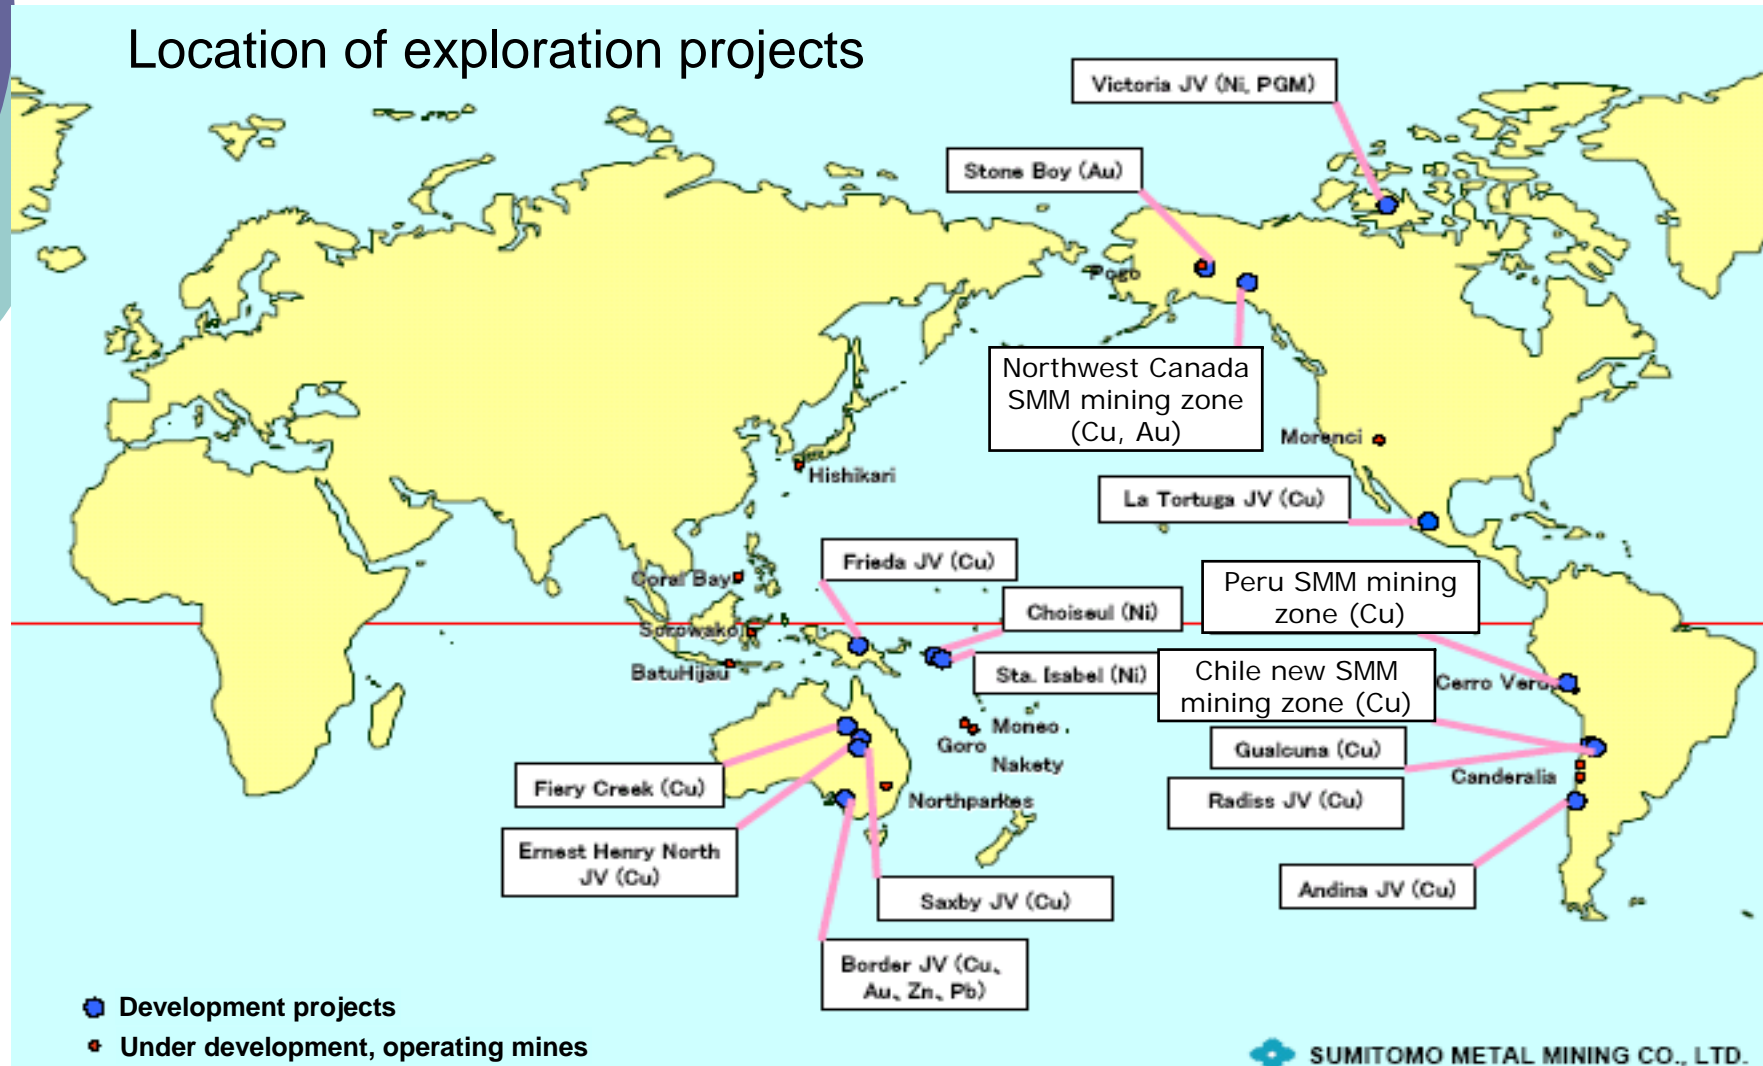 Location of exploration projects
Victoria JV (Ni, PGM)
Stone Boy (Au)
Pogo
Northwest Canada
SMM mining zone
(Cu, Au)
Morenci
Hishikari
La Tortuga JV (Cu)
Frieda JV (Cu)
Coral Bay
Choiseul (Ni)
Peru SMM mining
zone (Cu)
Sorowako
BatuHijau
Sta. Isabel (Ni)
Chile new SMM
mining zone (Cu)
Cerro Verd
Moneo
Goro
Nakety
Gualcuna (Cu)
Canderalia
Fiery Creek (Cu)
Northparkes
Radiss JV (Cu)
Ernest Henry North
JV (Cu)
Saxby JV (Cu)
Andina JV (Cu)
Border JV (Cu、
Au、Zn、Pb)
Development projects
Under development, operating mines
SUMITOMO METAL MINING CO., LTD.